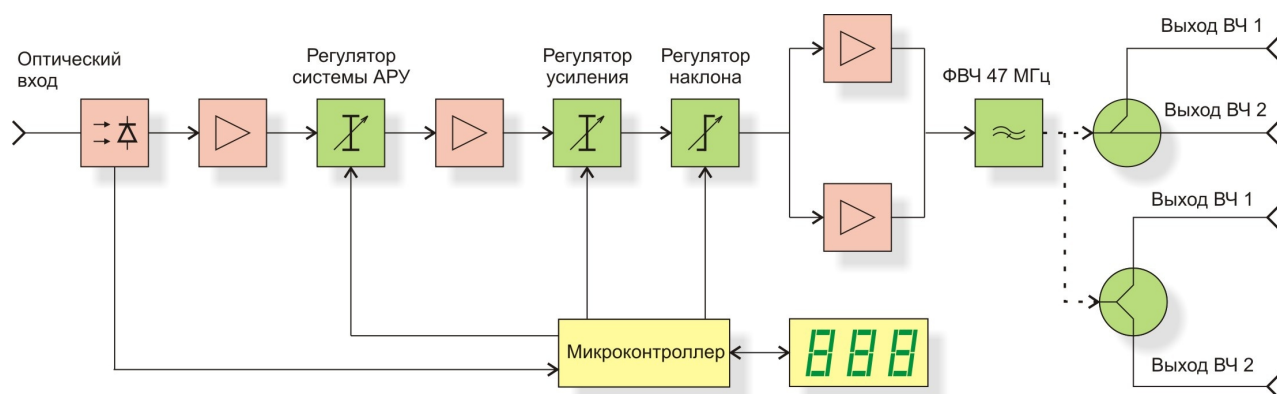 Оптический
вход
Регулятор
системы АРУ
Регулятор
усиления
Регулятор
наклона
ФВЧ 47 МГц
Выход ВЧ 1
Выход ВЧ 2
Выход ВЧ 1
Выход ВЧ 2
Микроконтроллер
888